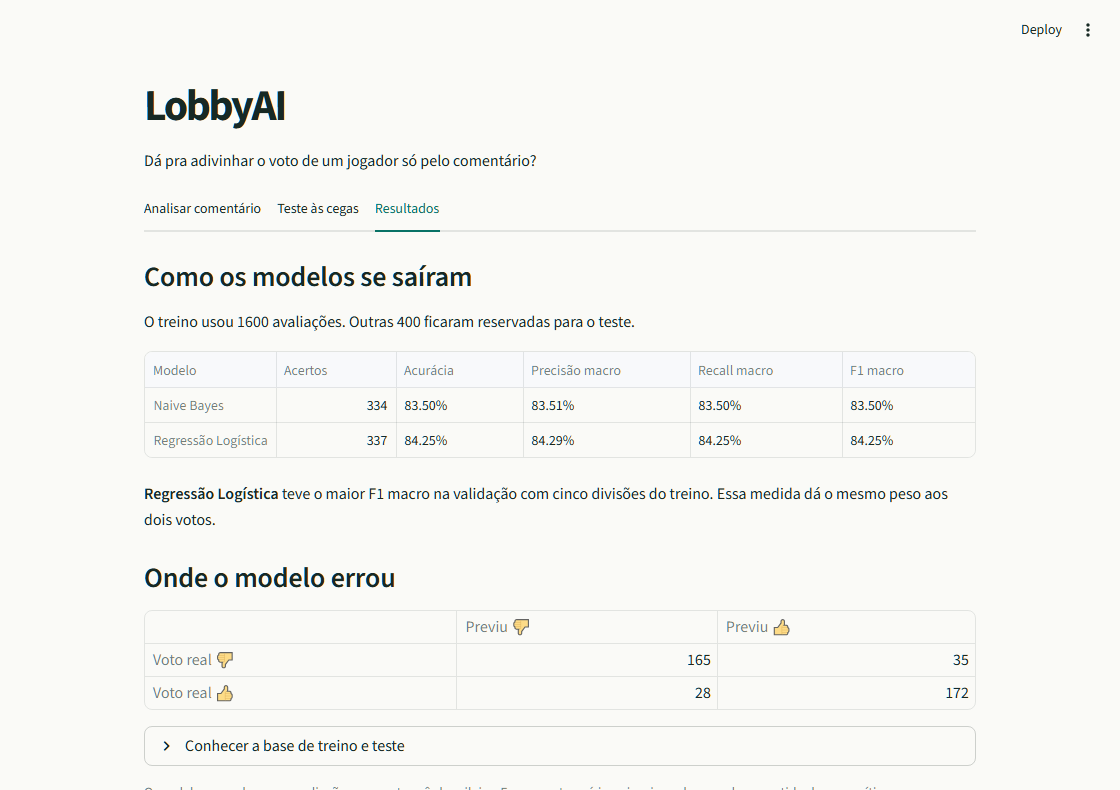 Deploy
LobbyAI
Dá pra adivinhar o voto de um jogador só pelo comentário?
Analisar comentário Teste às cegas Resultados
Como os modelos se saíram
O treino usou 1600 avaliações. Outras 400 ficaram reservadas para o teste.
Modelo Acertos Acurácia Precisão macro Recall macro F1 macro
Naive Bayes 334 83.50% 83.51% 83.50% 83.50%
Regressão Logística 337 84.25% 84.29% 84.25% 84.25%
Regressão Logística teve o maior F1 macro na validação com cinco divisões do treino. Essa medida dá o mesmo peso aos
dois votos.
Onde o modelo errou
Previu 👎 Previu 👍
Voto real 👎 165 35
Voto real 👍 28 172
Conhecer a base de treino e teste